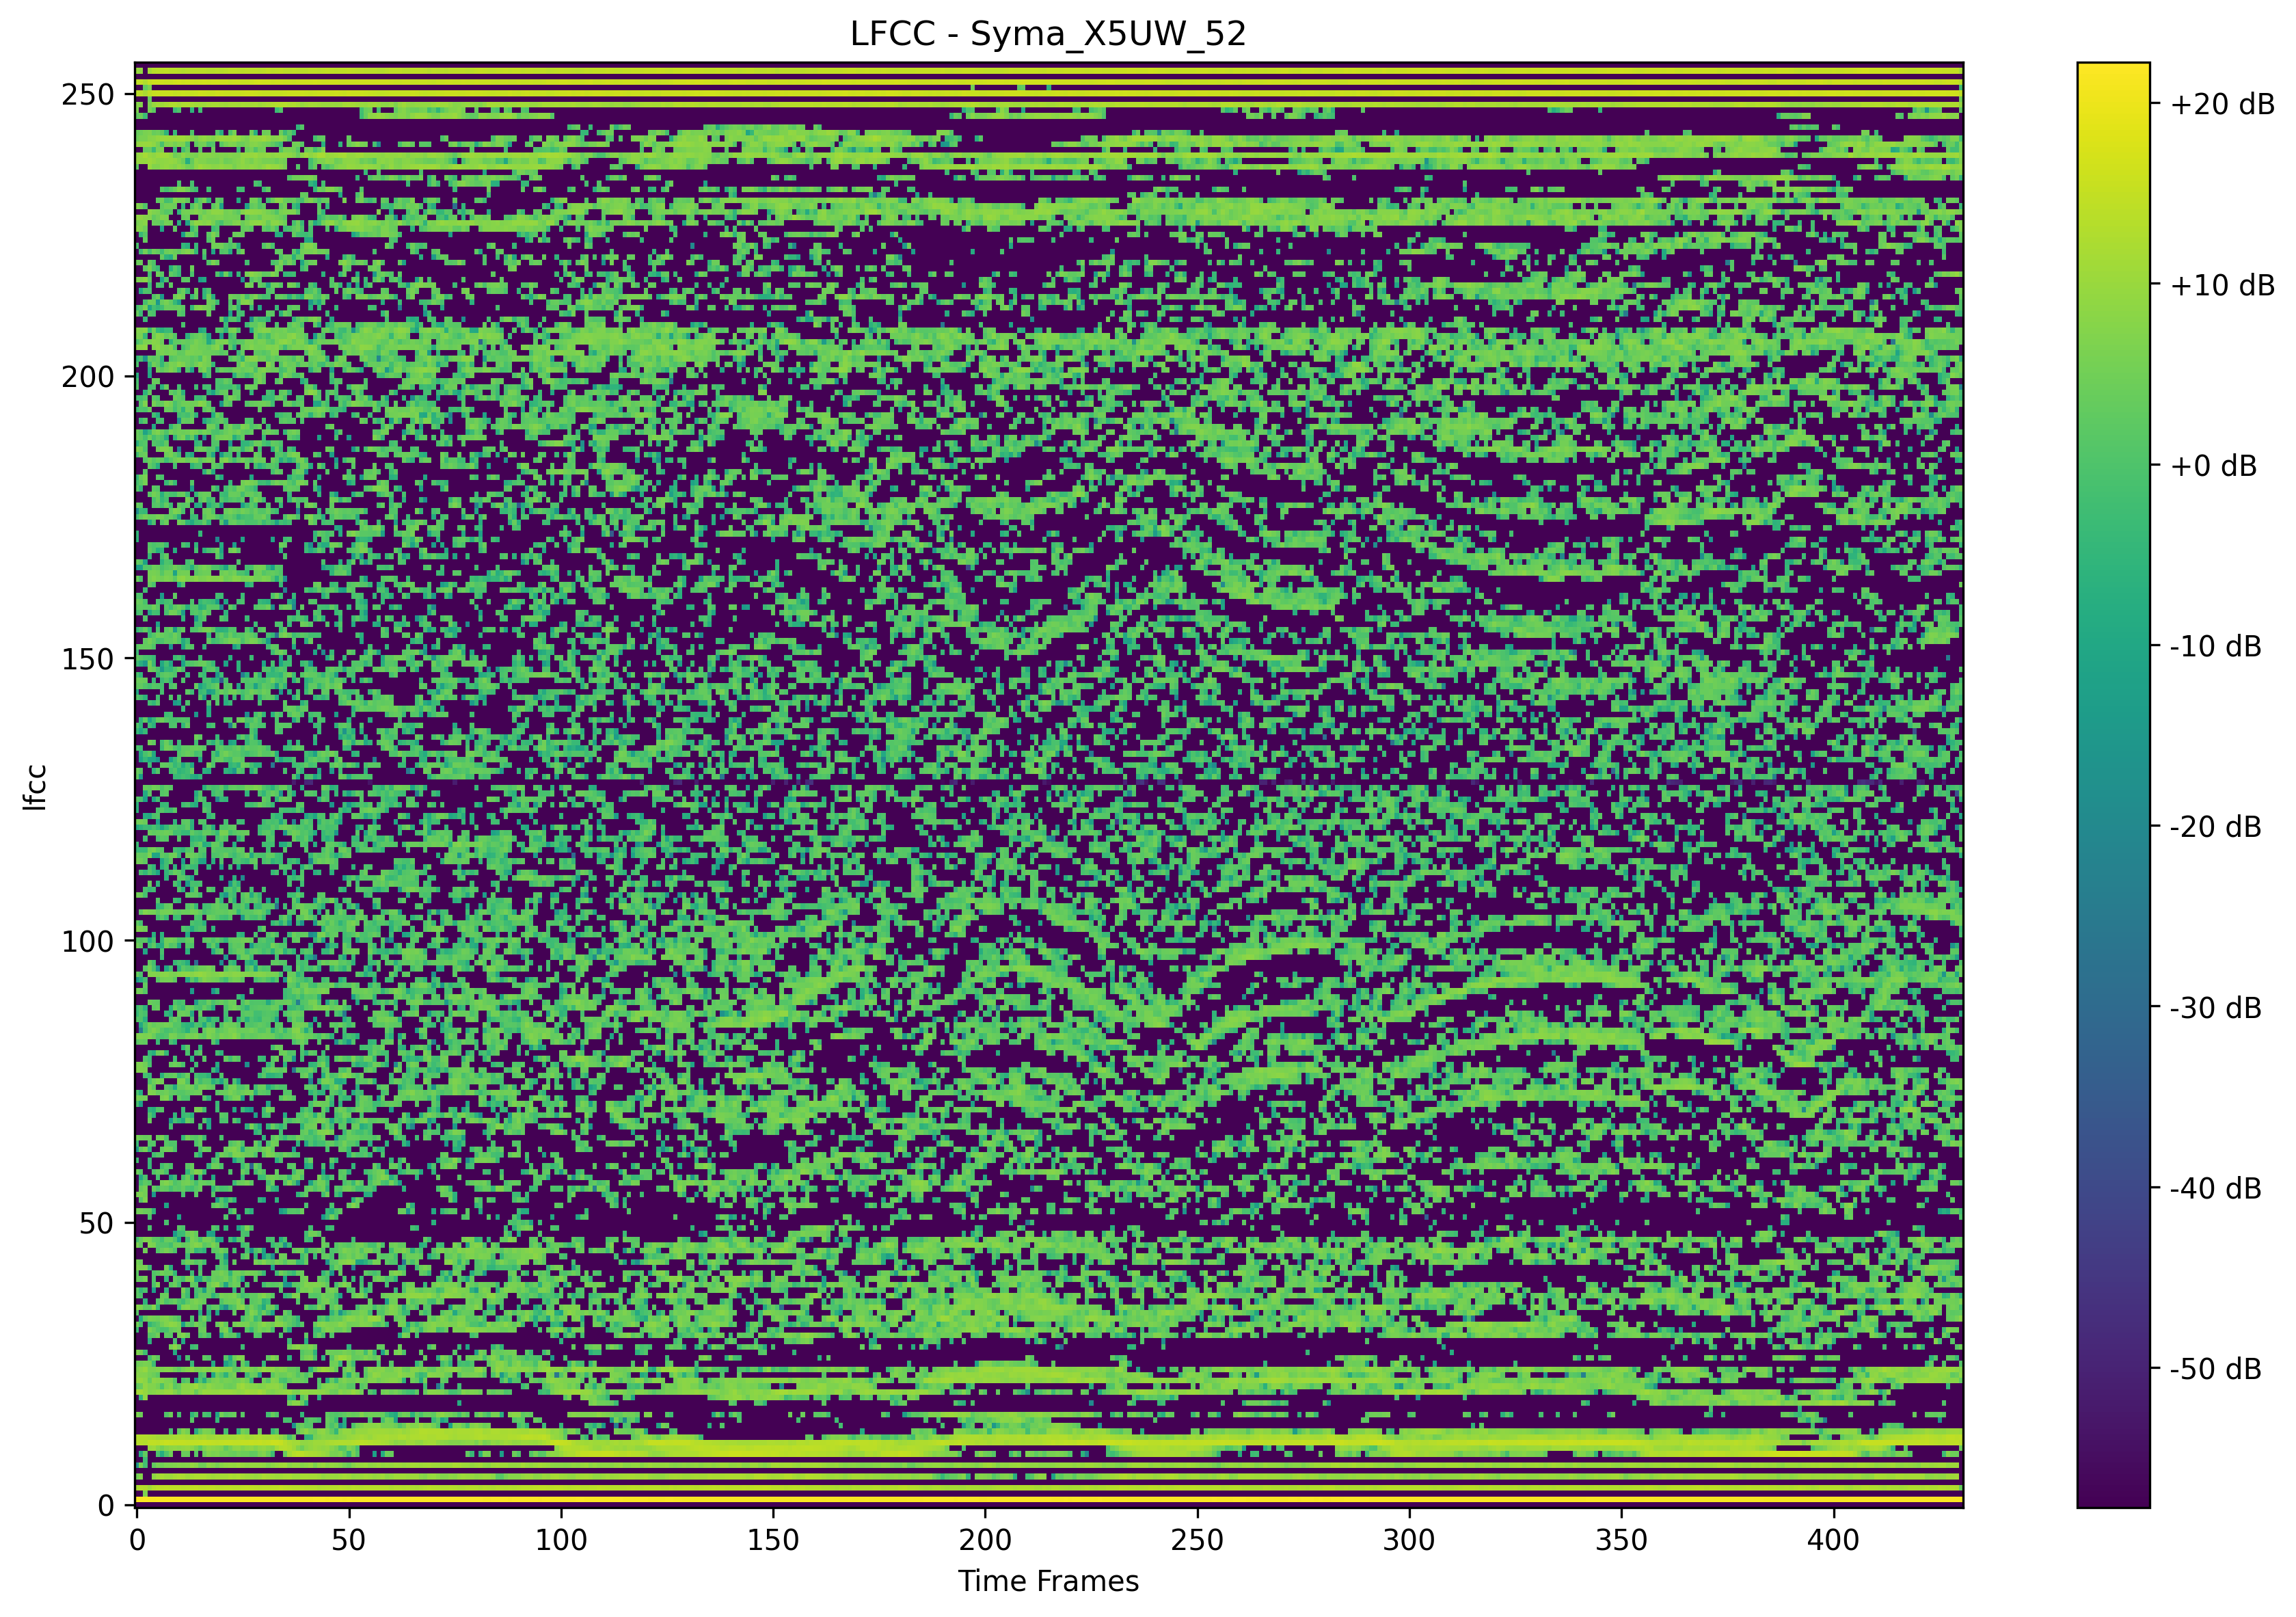 LFCC - Syma_X5UW_52
250
200
150
100
50
0
lfcc
0 50 100 150 200 250 300 350 400
Time Frames
+20 dB
+10 dB
+0 dB
-10 dB
-20 dB
-30 dB
-40 dB
-50 dB